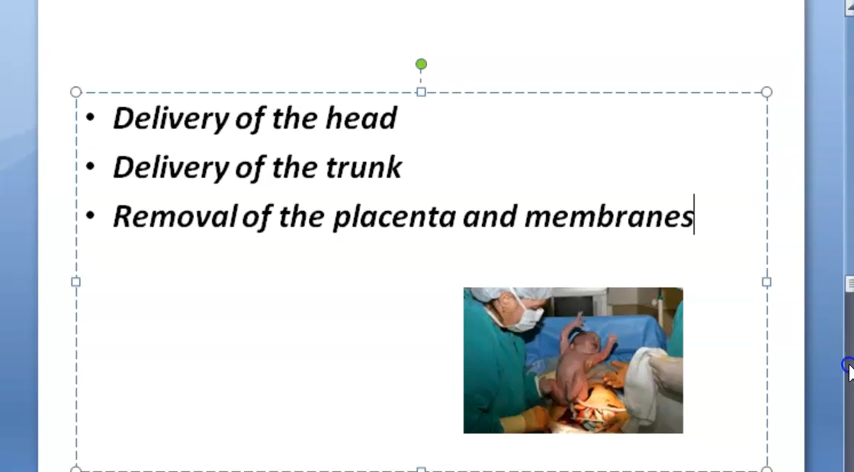 • Delivery of the head
• Delivery of the trunk
• Removal of the placenta and membranes